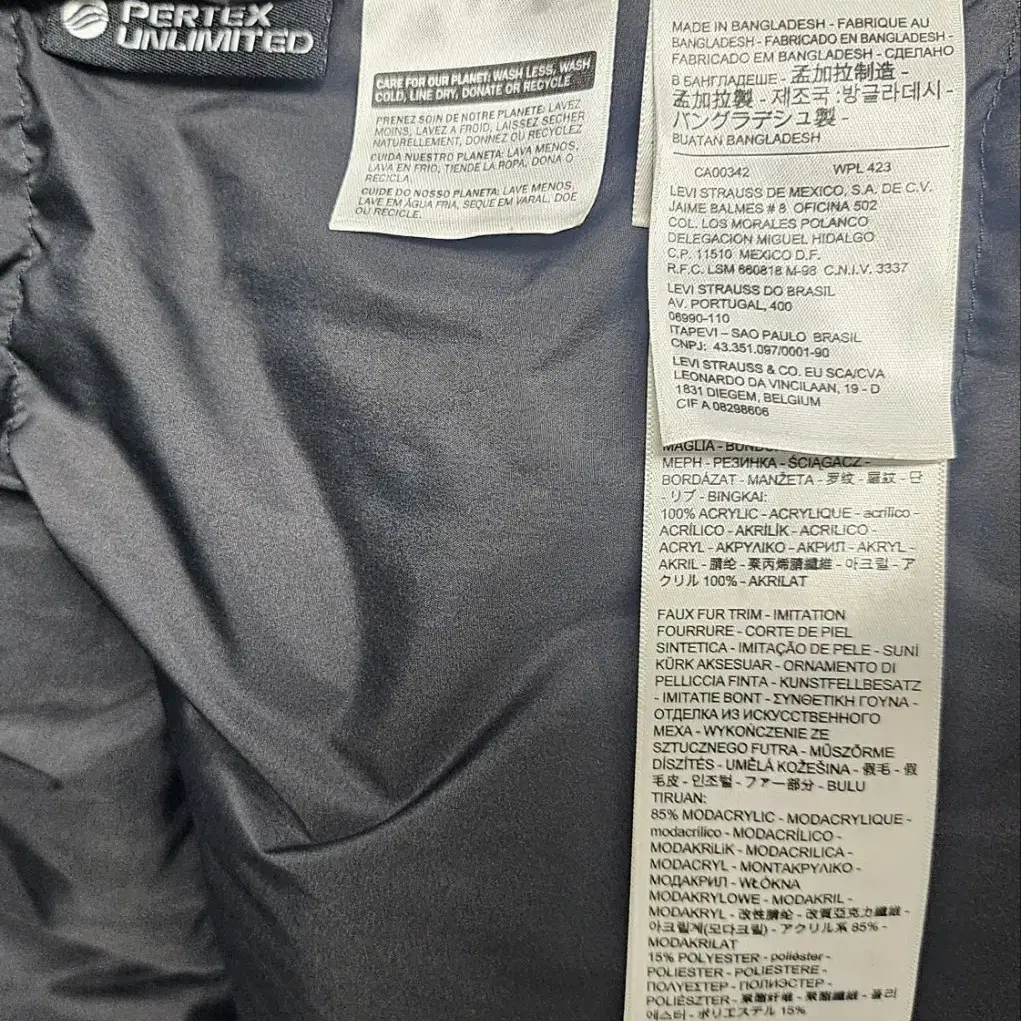 PERTEX
UNLIMITED
CARE FOR OUR PLANET: WASH LESS, WASH
COLD, LINE DRY, DONATE OR RECYCLE
PRENEZ SOIN DE NOTRE PLANETE: LAVEZ
MOINS, LAVEZ A FROID, LAISSEZ SECHER
NATURELLEMENT, DONNEZ OU RECYCLEZ
CUIDA NUESTRO PLANETA: LAVA MENOS,
LAVA EN FRIO, TIENDE LA ROPA, DONA O
RECICLA
CUIDE DO NOSSO PLANETA: LAVE MENOS,
LAVE EM ÁGUA FRIA, SEQUE EM VARAL, DOE
OU RECICLE.
MADE IN BANGLADESH - FABRIQUE AU
BANGLADESH - FABRICADO EN BANGLADESH -
FABRICADO EM BANGLADESH - СДЕЛАНО
В БАНГЛАДЕШЕ - 孟加拉制造 -
孟加拉製 - 제조국 :방글라데시 -
バングラデシュ製 -
BUATAN BANGLADESH
CA00342 WPL 423
LEVI STRAUSS DE MEXICO, S.A. DE C.V.
JAIME BALMES # 8 OFICINA 502
COL. LOS MORALES POLANCO
DELEGACION MIGUEL HIDALGO
C.P. 11510 MEXICO D.F.
R.F.C. LSM 660818 M-98 C.N.I.V. 3337
LEVI STRAUSS DO BRASIL
AV. PORTUGAL, 400
06990-110
ITAPEVI - SAO PAULO BRASIL
CNPJ: 43.351.097/0001-90
LEVI STRAUSS & CO. EU SCA/CVA
LEONARDO DA VINCILAAN, 19 - D
1831 DIEGEM, BELGIUM
CIF A 08298606
MAGLIA -
МЕРН - РЕЗИНКА - ŚCIĄGACZ -
BORDÁZAT - MANŽETA - 罗纹 - 羅紋 - 단
- リブ - BINGKAI:
100% ACRYLIC - ACRYLIQUE - acrílico -
ACRÍLICO - AKRİLİK - ACRILICO -
ACRYL - ΑΚΡΥΛΙΚΟ - АКРИЛ - AKRYL -
AKRIL - 腈纶 - 聚丙烯腈纖維 - 아크릴 - ア
クリル 100% - AKRILAT
FAUX FUR TRIM - IMITATION
FOURRURE - CORTE DE PIEL
SINTETICA - IMITAÇÃO DE PELE - SUNİ
KÜRK AKSESUAR - ORNAMENTO DI
PELLICCIA FINTA - KUNSTFELLBESATZ
- IMITATIE BONT - ΣΥΝΘΕΤΙΚΗ ΓΟΥΝΑ -
ОТДЕЛКА ИЗ ИСКУССТВЕННОГО
МЕХА - WYKOŃCZENIE ZE
SZTUCZNEGO FUTRA - MŰSZŐRME
DÍSZÍTÉS - UMĚLÁ KOŽEŠINA - 假毛 - 假
毛皮 - 인조털 - ファー部分 - BULU
TIRUAN:
85% MODACRYLIC - MODACRYLIQUE -
modacrílico - MODACRÍLICO -
MODAKRİLİK - MODACRILICA -
MODACRYL - ΜΟΝΤΑΚΡΥΛΙΚΟ -
МОДАКРИЛ - WŁÓKNA
MODAKRYLOWE - MODAKRIL -
MODAKRYL - 改性腈纶 - 改質亞克力纖維 -
아크릴계(모다크릴) - アクリル系 85% -
MODAKRILAT
15% POLYESTER - poliéster -
POLIESTER - POLIESTERE -
ΠΟΛΥΕΣΤΕΡ - ПОЛИЭСТЕР -
POLIÉSZTER - 聚酯纤维 - 聚酯纖維 - 폴리
에스터 - ポリエステル 15%